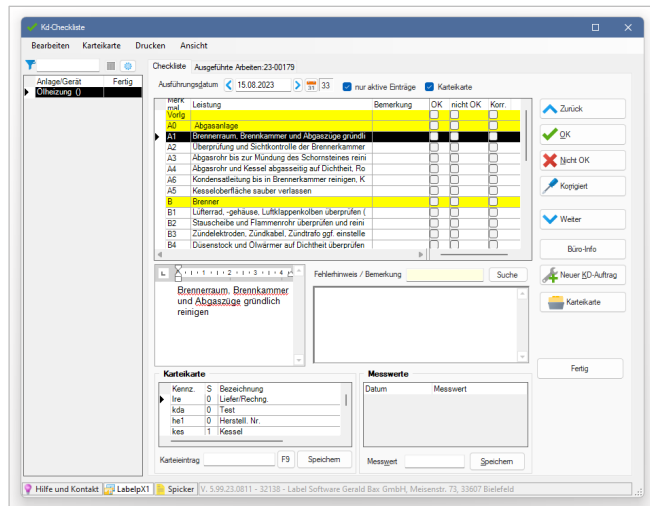 Kd-Checkliste
Bearbeiten Karteikarte Drucken Ansicht
Anlage/Gerät Fertig
Ölheizung ()
Checkliste Ausgeführte Arbeiten:23-00179
Ausführungsdatum 15.08.2023 31 33 nur aktive Einträge Karteikarte
Merk mal Leistung Bemerkung OK nicht OK Korr.
Vorlg
A0 Abgasanlage
A1 Brennerraum, Brennkammer und Abgaszüge gründli
A2 Überprüfung und Sichtkontrolle der Brennerkammer
A3 Abgasrohr bis zur Mündung des Schornsteines reini
A4 Abgasrohr und Kessel abgasseitig auf Dichtheit, Ro
A6 Kondensatleitung bis in Brennerkammer reinigen, K
A5 Kesseloberfläche sauber verlassen
B Brenner
B1 Lüfterrad, -gehäuse, Luftklappenkolben überprüfen (
B2 Stauscheibe und Flammenrohr überprüfen und reini
B3 Zündelektroden, Zündkabel, Zündtrafo ggf. einstelle
B4 Düsenstock und Ölwärmer auf Dichtheit überprüfen
Zurück
OK
Nicht OK
Korrigiert
Weiter
Büro-Info
Neuer KD-Auftrag
Karteikarte
Fertig
L 1 2 3 4
Brennerraum, Brennkammer
und Abgaszüge gründlich
reinigen
Fehlerhinweis / Bemerkung Suche
Karteikarte
Kennz. S Bezeichnung
lre 0 Liefer/Rechng.
kda 0 Test
he1 0 Herstell. Nr.
kes 1 Kessel
Karteieintrag F9 Speichern
Messwerte
Datum Messwert
Messwert Speichern
Hilfe und Kontakt LabelpX1 Spicker V. 5.99.23.0811 - 32138 - Label Software Gerald Bax GmbH, Meisenstr. 73, 33607 Bielefeld